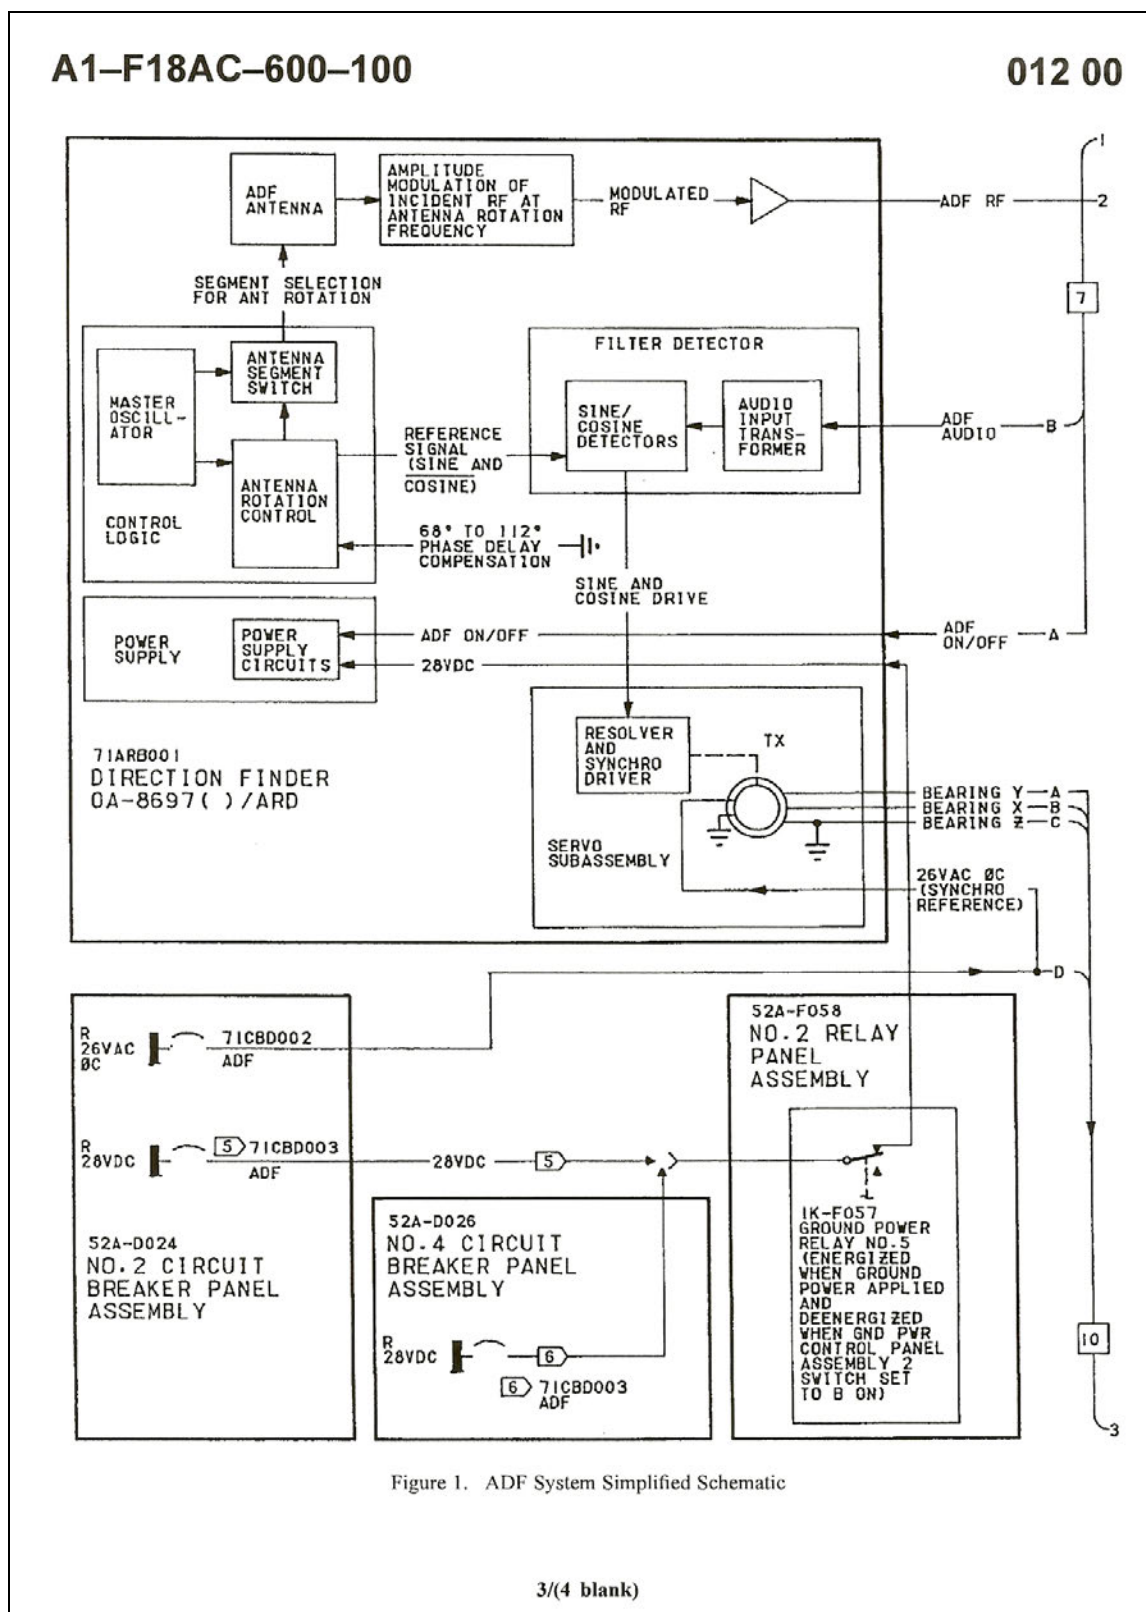 A1–F18AC–600–100
012 00
1
ADF
ANTENNA
AMPLITUDE
MODULATION OF
INCIDENT RF AT
ANTENNA ROTATION
FREQUENCY
MODULATED
RF
ADF RF
2
SEGMENT SELECTION
FOR ANT ROTATION
7
MASTER
OSCILL-
ATOR
ANTENNA
SEGMENT
SWITCH
ANTENNA
ROTATION
CONTROL
CONTROL
LOGIC
REFERENCE
SIGNAL
(SINE AND
COSINE)
FILTER DETECTOR
SINE/
COSINE
DETECTORS
AUDIO
INPUT
TRANS-
FORMER
ADF
AUDIO
B
68° TO 112°
PHASE DELAY
COMPENSATION
SINE AND
COSINE DRIVE
POWER
SUPPLY
POWER
SUPPLY
CIRCUITS
ADF ON/OFF
ADF
ON/OFF
A
28VDC
71ARB001
DIRECTION FINDER
OA-8697( )/ARD
RESOLVER
AND
SYNCHRO
DRIVER
TX
BEARING Y A
BEARING X B
BEARING Z C
SERVO
SUBASSEMBLY
26VAC ØC
(SYNCHRO
REFERENCE)
D
R
26VAC
ØC
71CBD002
ADF
R
28VDC
5 71CBD003
ADF
28VDC 5
52A-D024
NO.2 CIRCUIT
BREAKER PANEL
ASSEMBLY
52A-D026
NO.4 CIRCUIT
BREAKER PANEL
ASSEMBLY
R
28VDC
6
6 71CBD003
ADF
52A-F058
NO.2 RELAY
PANEL
ASSEMBLY
1K-F057
GROUND POWER
RELAY NO.5
(ENERGIZED
WHEN GROUND
POWER APPLIED
AND
DEENERGIZED
WHEN GND PWR
CONTROL PANEL
ASSEMBLY 2
SWITCH SET
TO B ON)
10
3
Figure 1. ADF System Simplified Schematic
3/(4 blank)